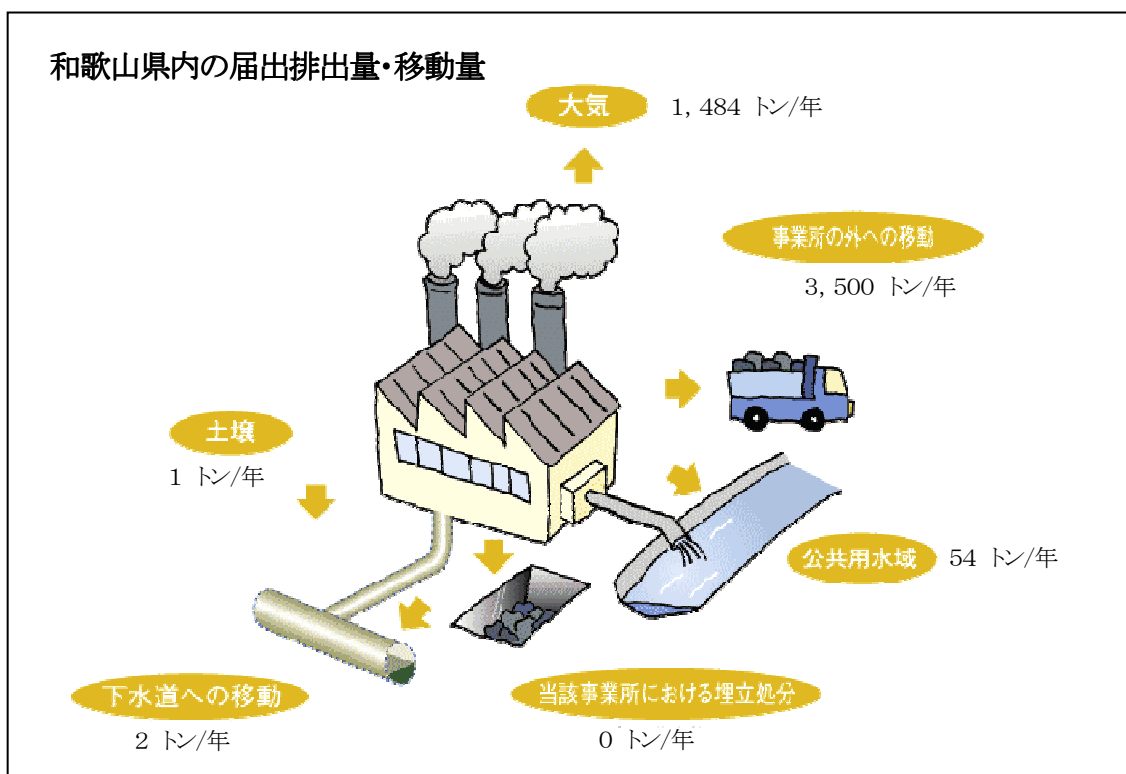 和歌山県内の届出排出量・移動量
大気 1,484 トン/年
事業所の外への移動
3,500 トン/年
土壌
1 トン/年
公共用水域 54 トン/年
下水道への移動
2 トン/年
当該事業所における埋立処分
0 トン/年